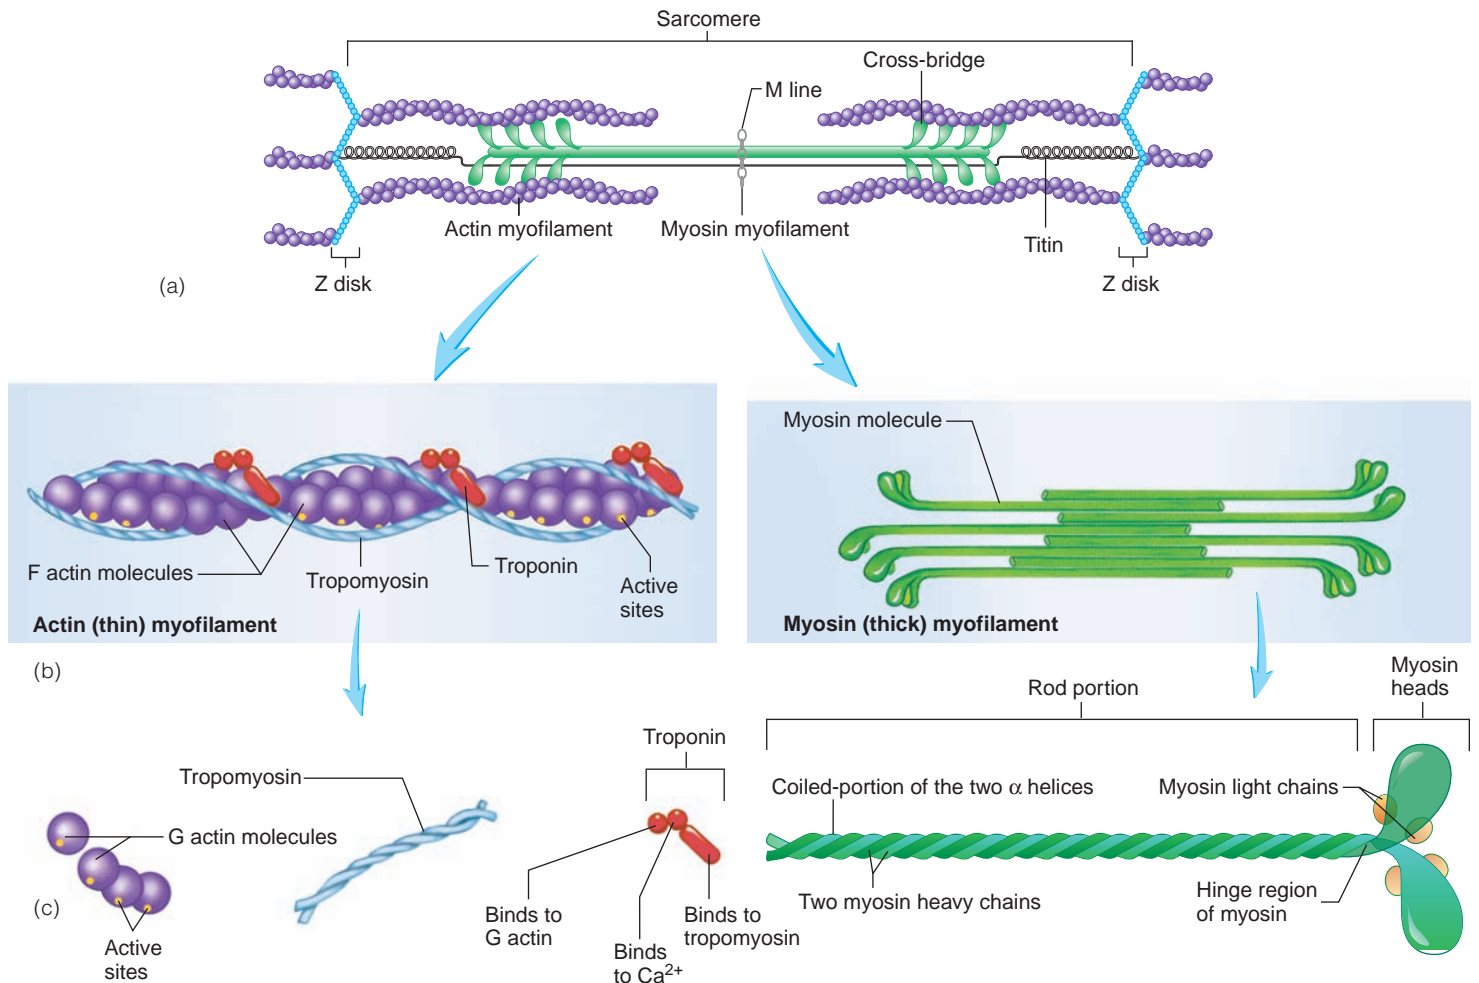 Sarcomere
Cross-bridge
M line
Actin myofilament
Myosin myofilament
Titin
Z disk
Z disk
(a)
Myosin molecule
F actin molecules
Tropomyosin
Troponin
Active
sites
Actin (thin) myofilament
Myosin (thick) myofilament
(b)
Rod portion
Myosin
heads
Troponin
Tropomyosin
Coiled-portion of the two α helices
Myosin light chains
G actin molecules
Two myosin heavy chains
Hinge region
of myosin
(c)
Active
sites
Binds to
G actin
Binds
to Ca2+
Binds to
tropomyosin